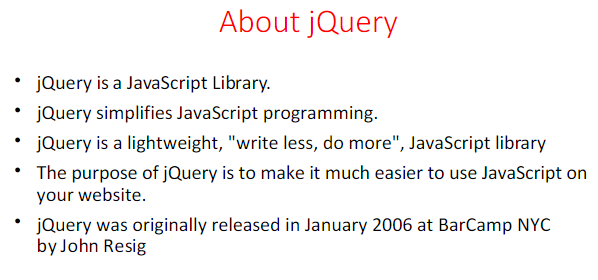 About jQuery
• jQuery is a JavaScript Library.
• jQuery simplifies JavaScript programming.
• jQuery is a lightweight, "write less, do more", JavaScript library
• The purpose of jQuery is to make it much easier to use JavaScript on
your website.
• jQuery was originally released in January 2006 at BarCamp NYC
by John Resig